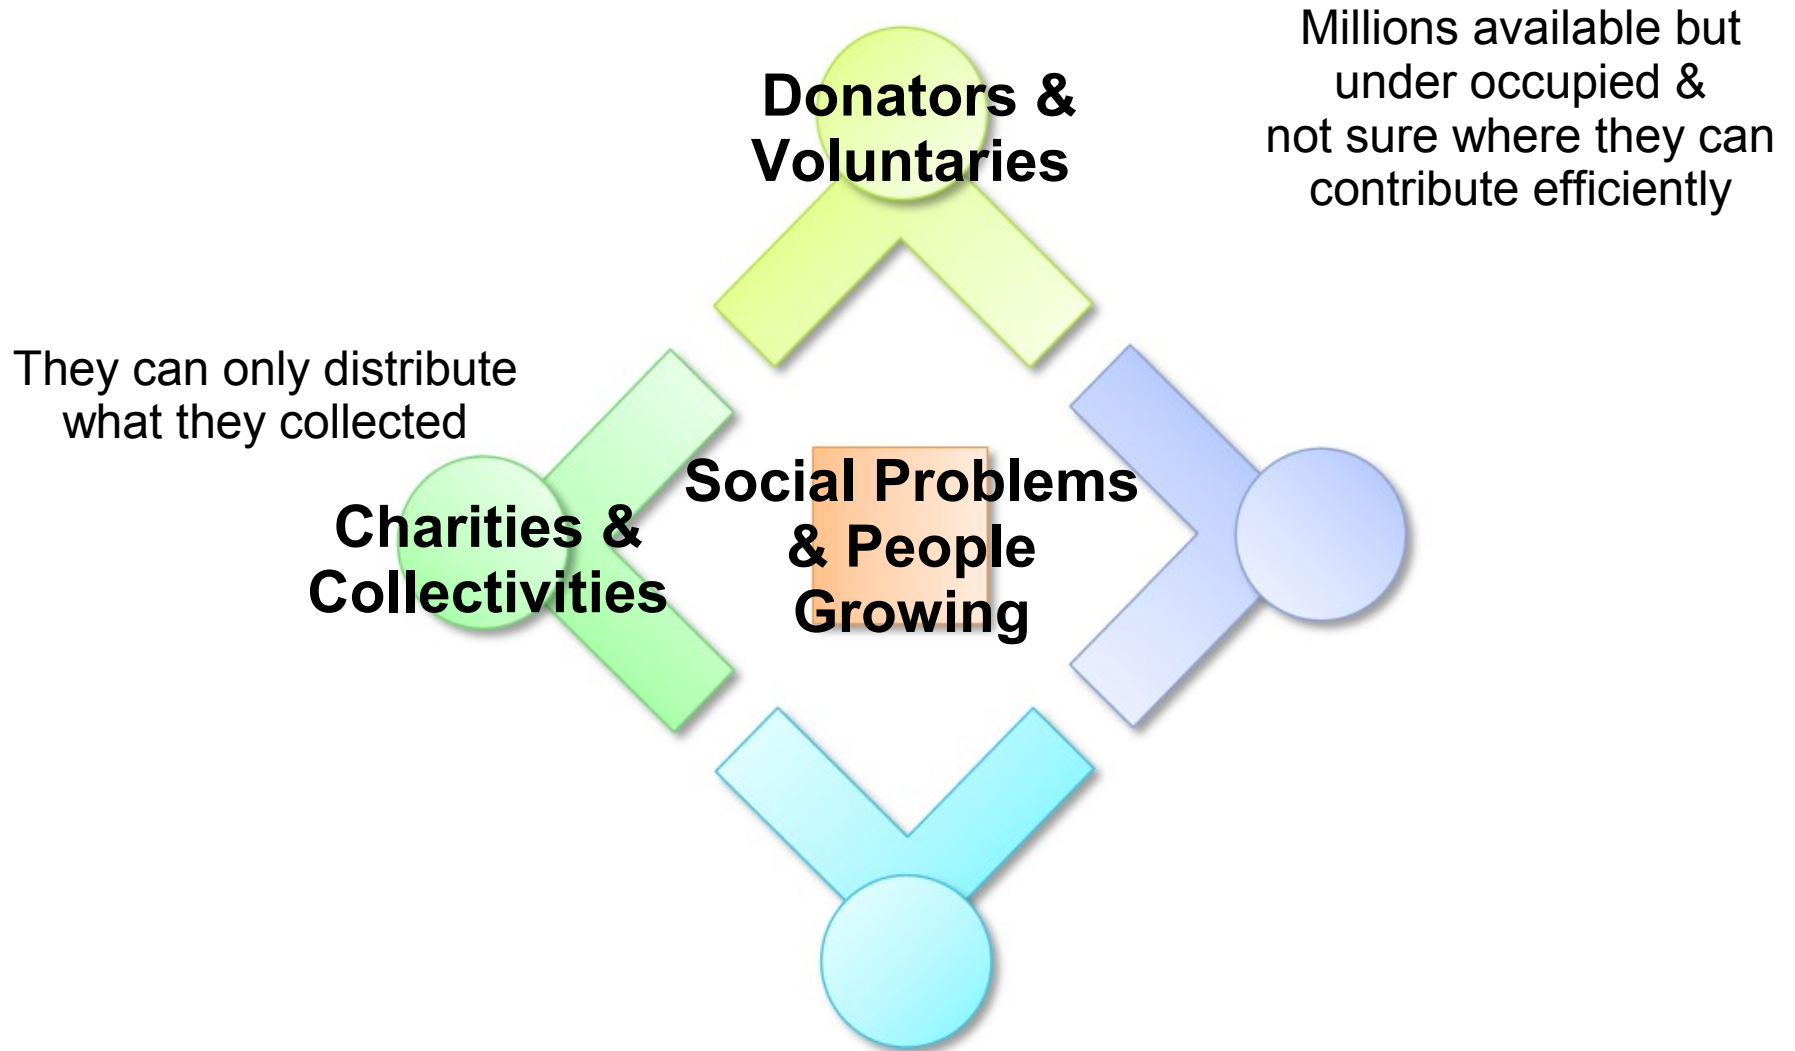 Millions available but
under occupied &
not sure where they can
contribute efficiently
Donators &
Voluntaries
They can only distribute
what they collected
Charities &
Collectivities
Social Problems
& People
Growing